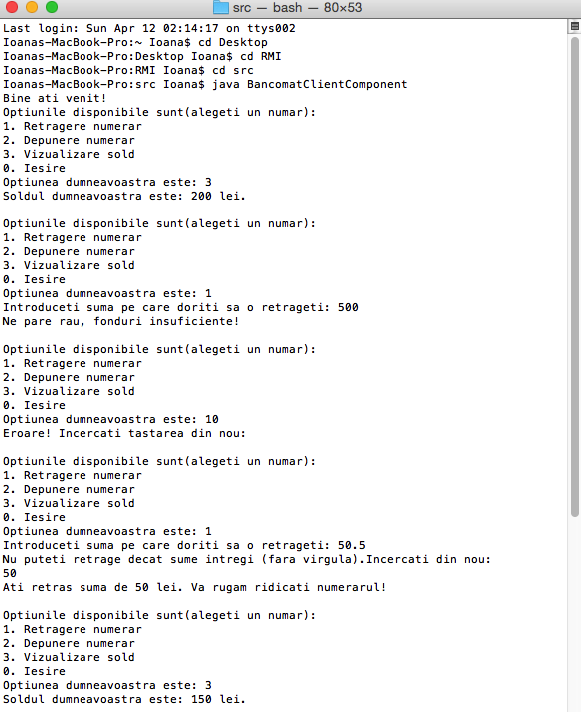 src — bash — 80×53
Last login: Sun Apr 12 02:14:17 on ttys002
Ioanas-MacBook-Pro:~ Ioana$ cd Desktop
Ioanas-MacBook-Pro:Desktop Ioana$ cd RMI
Ioanas-MacBook-Pro:RMI Ioana$ cd src
Ioanas-MacBook-Pro:src Ioana$ java BancomatClientComponent
Bine ati venit!
Optiunile disponibile sunt(alegeti un numar):
1. Retragere numerar
2. Depunere numerar
3. Vizualizare sold
0. Iesire
Optiunea dumneavoastra este: 3
Soldul dumneavoastra este: 200 lei.

Optiunile disponibile sunt(alegeti un numar):
1. Retragere numerar
2. Depunere numerar
3. Vizualizare sold
0. Iesire
Optiunea dumneavoastra este: 1
Introduceti suma pe care doriti sa o retrageti: 500
Ne pare rau, fonduri insuficiente!

Optiunile disponibile sunt(alegeti un numar):
1. Retragere numerar
2. Depunere numerar
3. Vizualizare sold
0. Iesire
Optiunea dumneavoastra este: 10
Eroare! Incercati tastarea din nou:

Optiunile disponibile sunt(alegeti un numar):
1. Retragere numerar
2. Depunere numerar
3. Vizualizare sold
0. Iesire
Optiunea dumneavoastra este: 1
Introduceti suma pe care doriti sa o retrageti: 50.5
Nu puteti retrage decat sume intregi (fara virgula).Incercati din nou:
50
Ati retras suma de 50 lei. Va rugam ridicati numerarul!

Optiunile disponibile sunt(alegeti un numar):
1. Retragere numerar
2. Depunere numerar
3. Vizualizare sold
0. Iesire
Optiunea dumneavoastra este: 3
Soldul dumneavoastra este: 150 lei.